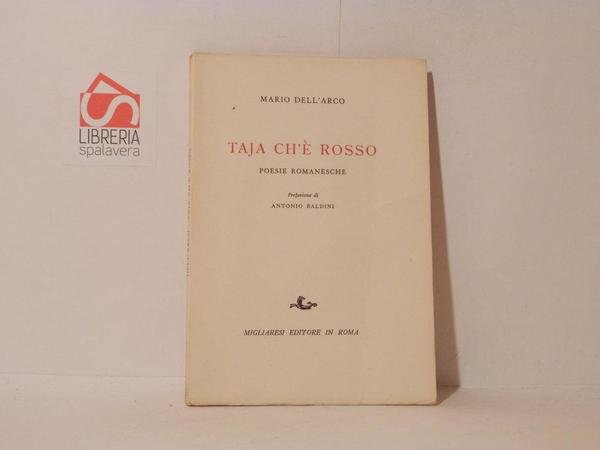 LIBRERIA
spalavera
MARIO DELL'ARCO
TAJA CH'È ROSSO
POESIE ROMANESCHE
Prefazione di
ANTONIO BALDINI
MIGLIARESI EDITORE IN ROMA